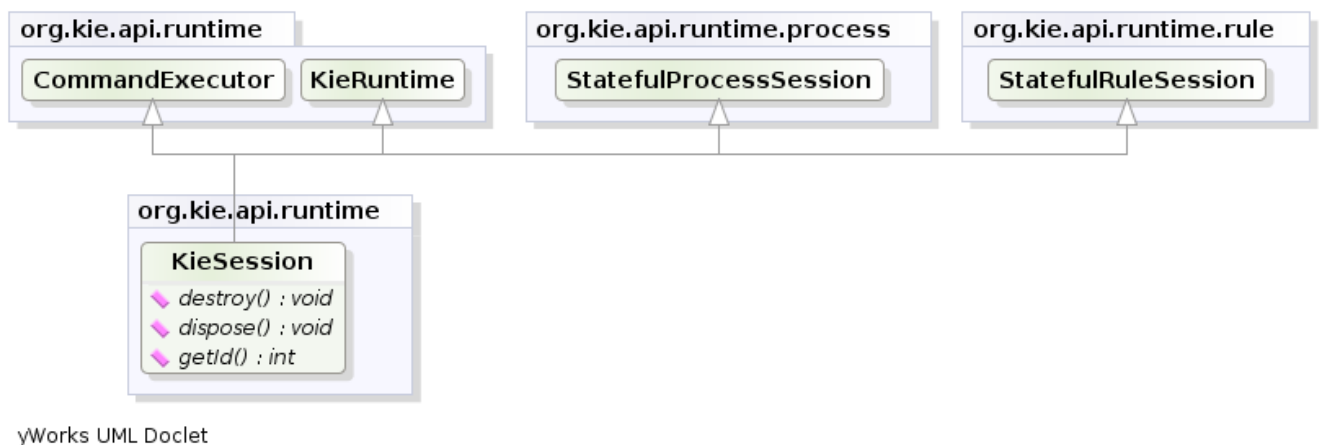 org.kie.api.runtime
CommandExecutor
KieRuntime
org.kie.api.runtime.process
StatefulProcessSession
org.kie.api.runtime.rule
StatefulRuleSession
org.kie.api.runtime
KieSession
destroy() : void
dispose() : void
getId() : int
yWorks UML Doclet